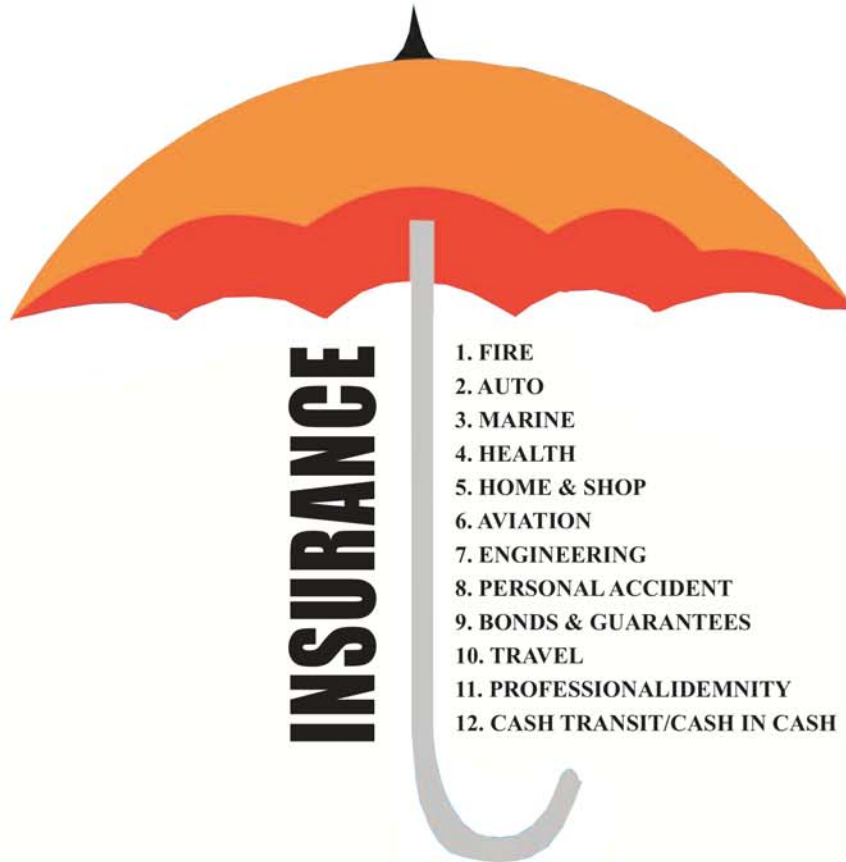 INSURANCE
1. FIRE
2. AUTO
3. MARINE
4. HEALTH
5. HOME & SHOP
6. AVIATION
7. ENGINEERING
8. PERSONAL ACCIDENT
9. BONDS & GUARANTEES
10. TRAVEL
11. PROFESSIONALIDEMNITY
12. CASH TRANSIT/CASH IN CASH